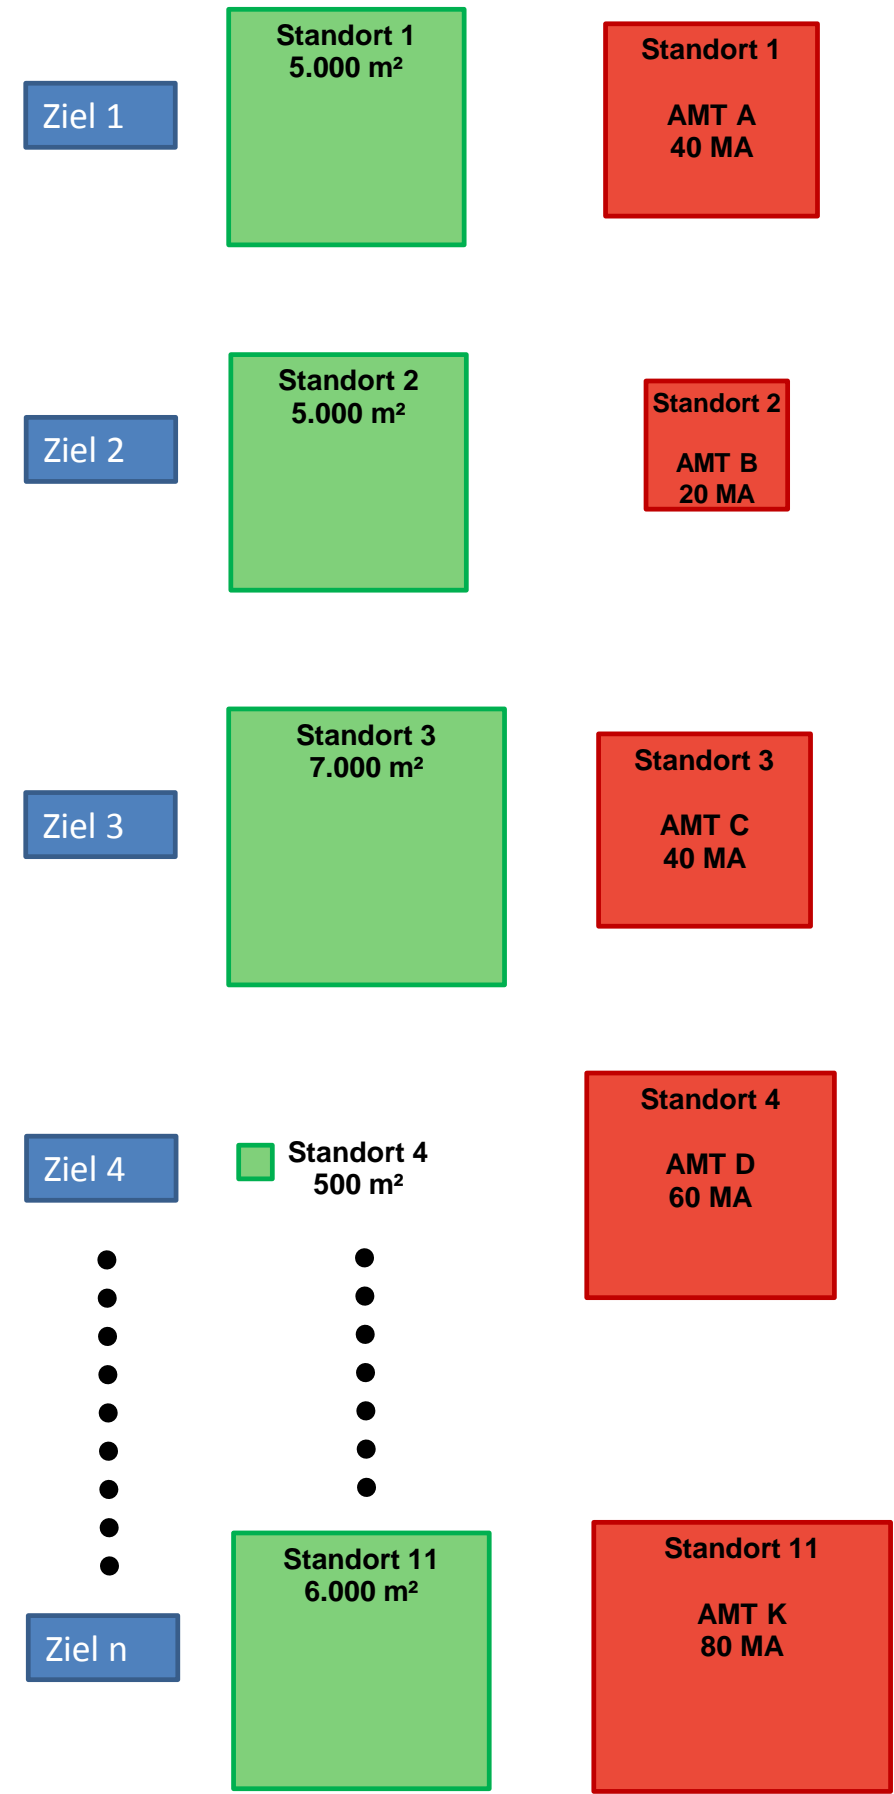 Ziel 1
Standort 1
5.000 m²
Standort 1
AMT A
40 MA
Ziel 2
Standort 2
5.000 m²
Standort 2
AMT B
20 MA
Ziel 3
Standort 3
7.000 m²
Standort 3
AMT C
40 MA
Ziel 4
Standort 4
500 m²
Standort 4
AMT D
60 MA
Ziel n
Standort 11
6.000 m²
Standort 11
AMT K
80 MA